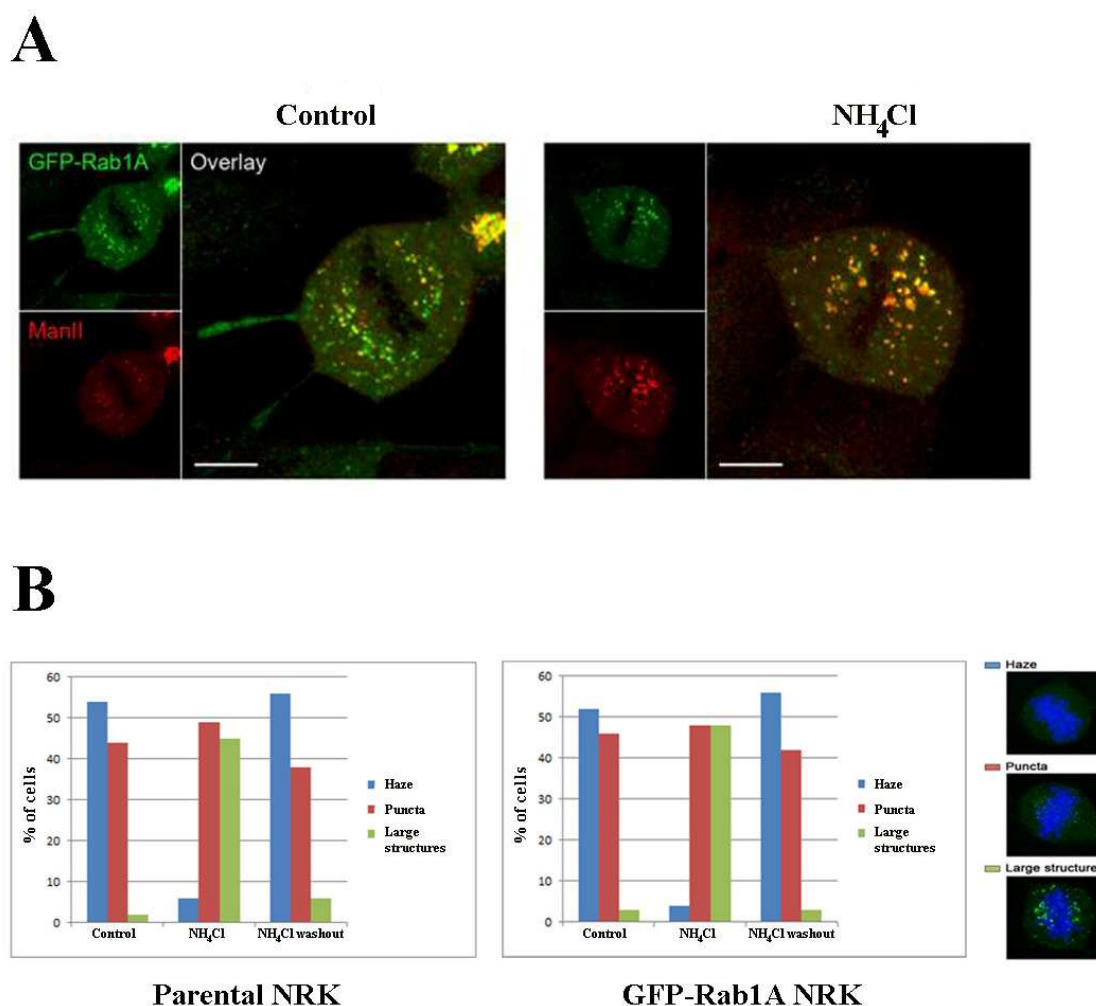 A
Control
NH₄Cl
GFP-Rab1A
Overlay
ManII
B
60
50
40
30
20
10
0
% of cells
Control
NH₄Cl
NH₄Cl washout
Haze
Puncta
Large
structures
Parental NRK
60
50
40
30
20
10
0
% of cells
Control
NH₄Cl
NH₄Cl washout
Haze
Puncta
Large
structures
GFP-Rab1A NRK
Haze
Puncta
Large structure